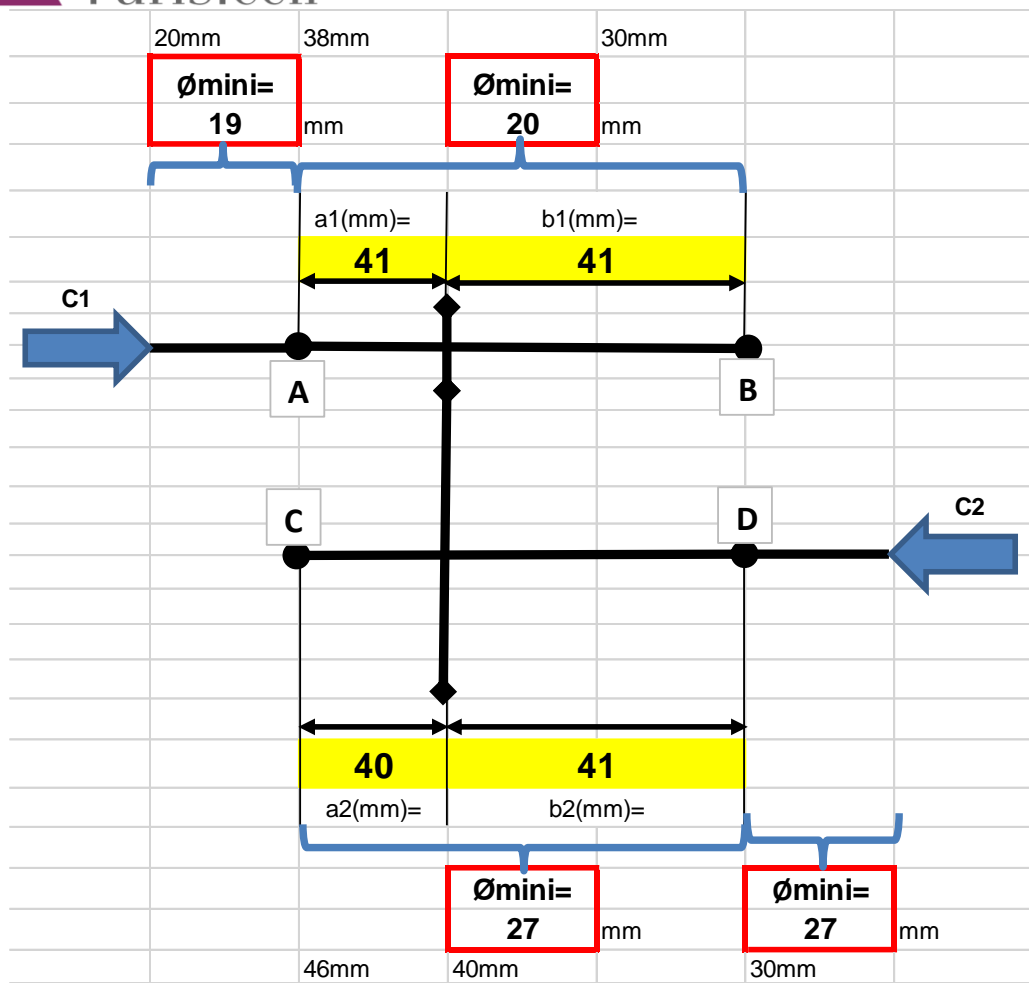 20mm 38mm 30mm
Ømini= Ømini=
19 mm 20 mm
a1(mm)= b1(mm)=
41 41
C1
A B
C D
C2
40 41
a2(mm)= b2(mm)=
Ømini= Ømini=
27 mm 27 mm
46mm 40mm 30mm